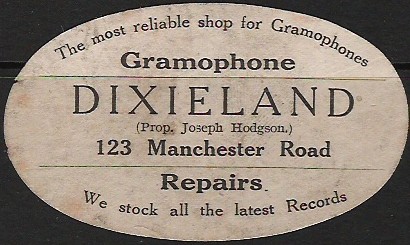 The most reliable shop for Gramophones
Gramophone
DIXIELAND
(Prop. Joseph Hodgson.)
123 Manchester Road
Repairs.
We stock all the latest Records